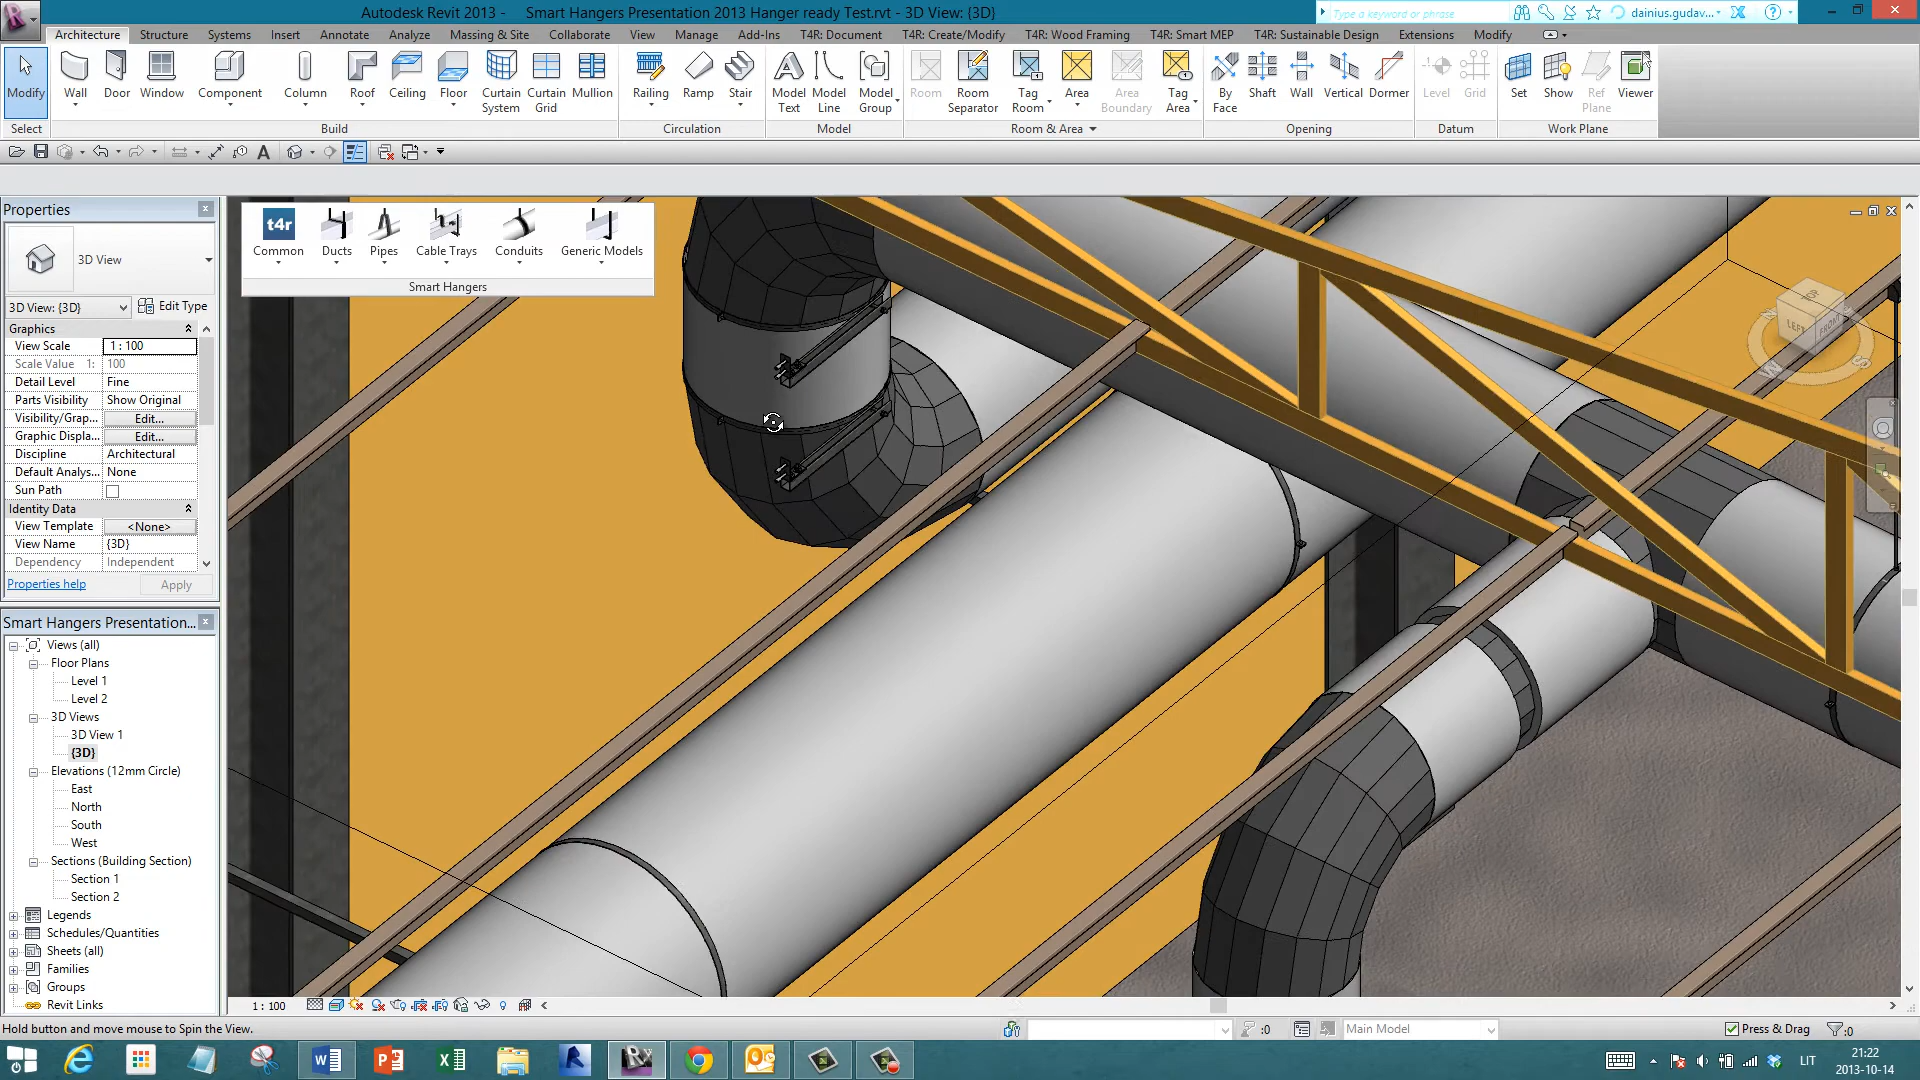 Autodesk Revit 2013 - Smart Hangers Presentation 2013 Hanger ready Test.rvt - 3D View: {3D}
Type a keyword or phrase
dainius.gudav...
Architecture Structure Systems Insert Annotate Analyze Massing & Site Collaborate View Manage Add-Ins T4R: Document T4R: Create/Modify T4R: Wood Framing T4R: Smart MEP T4R: Sustainable Design Extensions Modify
Modify Wall Door Window Component Column Roof Ceiling Floor Curtain System Curtain Grid Mullion Railing Ramp Stair Model Text Model Line Model Group Room Room Separator Tag Room Area Area Boundary Tag Area By Face Shaft Wall Vertical Dormer Level Grid Set Show Ref Plane Viewer
Select Build Circulation Model Room & Area Opening Datum Work Plane
Properties
3D View
3D View: {3D} Edit Type
Graphics
View Scale 1 : 100
Scale Value 1: 100
Detail Level Fine
Parts Visibility Show Original
Visibility/Grap... Edit...
Graphic Displa... Edit...
Discipline Architectural
Default Analys... None
Sun Path
Identity Data
View Template <None>
View Name {3D}
Dependency Independent
Properties help Apply
t4r
Common Ducts Pipes Cable Trays Conduits Generic Models
Smart Hangers
TOP
LEFT FRONT
W S
Smart Hangers Presentation...
Views (all)
Floor Plans
Level 1
Level 2
3D Views
3D View 1
{3D}
Elevations (12mm Circle)
East
North
South
West
Sections (Building Section)
Section 1
Section 2
Legends
Schedules/Quantities
Sheets (all)
Families
Groups
Revit Links
1 : 100
Hold button and move mouse to Spin the View.
:0
Main Model
Press & Drag
:0
LIT
21:22
2013-10-14